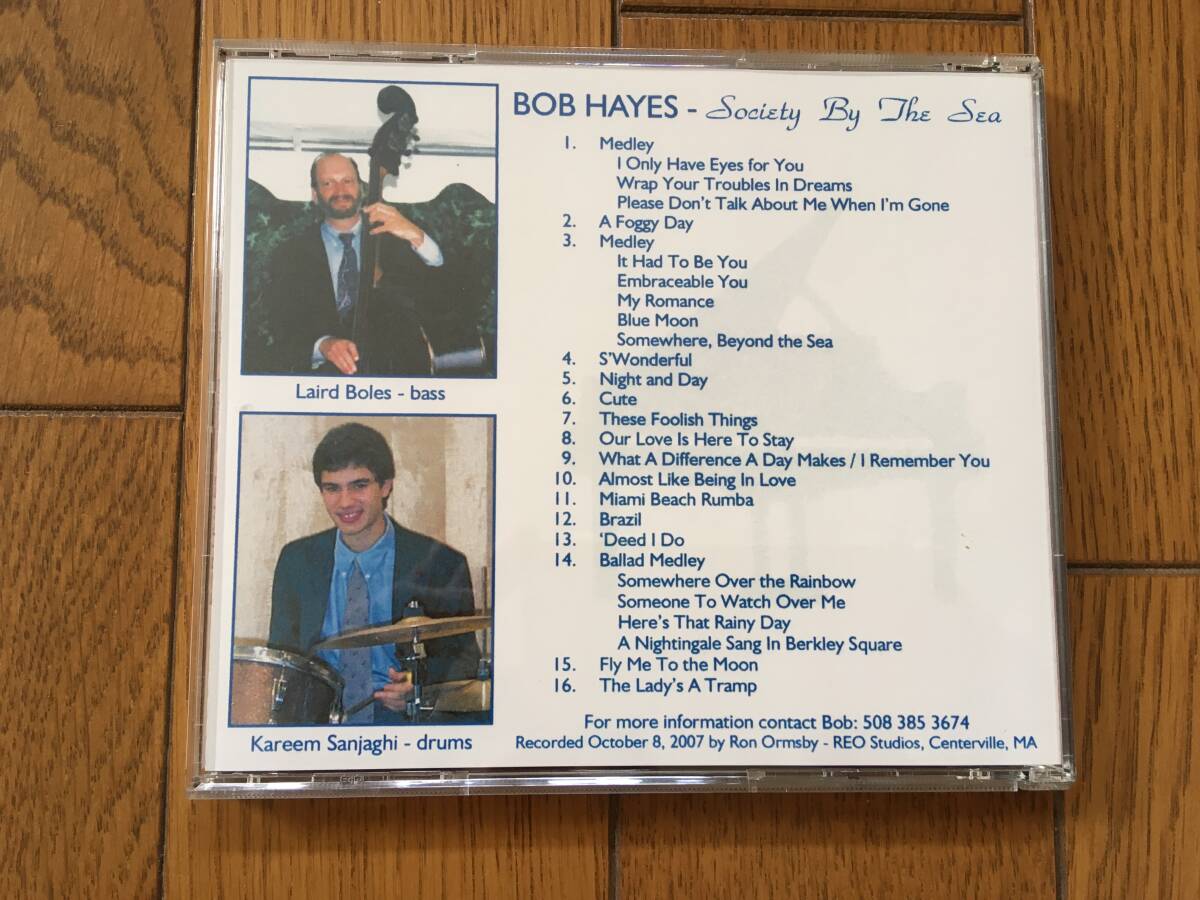 BOB HAYES - Society By The Sea
1. Medley
I Only Have Eyes for You
Wrap Your Troubles In Dreams
Please Don't Talk About Me When I'm Gone
2. A Foggy Day
3. Medley
It Had To Be You
Embraceable You
My Romance
Blue Moon
Somewhere, Beyond the Sea
4. S'Wonderful
5. Night and Day
6. Cute
7. These Foolish Things
8. Our Love Is Here To Stay
9. What A Difference A Day Makes / I Remember You
10. Almost Like Being In Love
11. Miami Beach Rumba
12. Brazil
13. 'Deed I Do
14. Ballad Medley
Somewhere Over the Rainbow
Someone To Watch Over Me
Here's That Rainy Day
A Nightingale Sang In Berkley Square
15. Fly Me To the Moon
16. The Lady's A Tramp
For more information contact Bob: 508 385 3674
Recorded October 8, 2007 by Ron Ormsby - REO Studios, Centerville, MA
Laird Boles - bass
Kareem Sanjaghi - drums